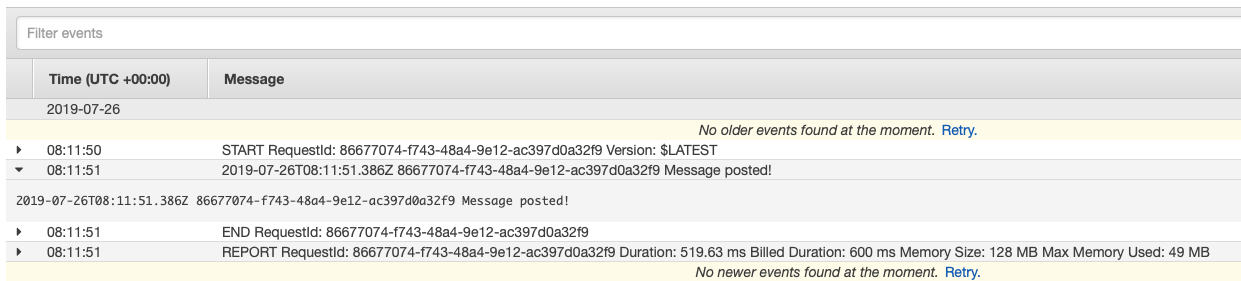 Filter events
Time (UTC +00:00) Message
2019-07-26
No older events found at the moment. Retry.
08:11:50 START RequestId: 86677074-f743-48a4-9e12-ac397d0a32f9 Version: $LATEST
08:11:51 2019-07-26T08:11:51.386Z 86677074-f743-48a4-9e12-ac397d0a32f9 Message posted!
2019-07-26T08:11:51.386Z 86677074-f743-48a4-9e12-ac397d0a32f9 Message posted!
08:11:51 END RequestId: 86677074-f743-48a4-9e12-ac397d0a32f9
08:11:51 REPORT RequestId: 86677074-f743-48a4-9e12-ac397d0a32f9 Duration: 519.63 ms Billed Duration: 600 ms Memory Size: 128 MB Max Memory Used: 49 MB
No newer events found at the moment. Retry.